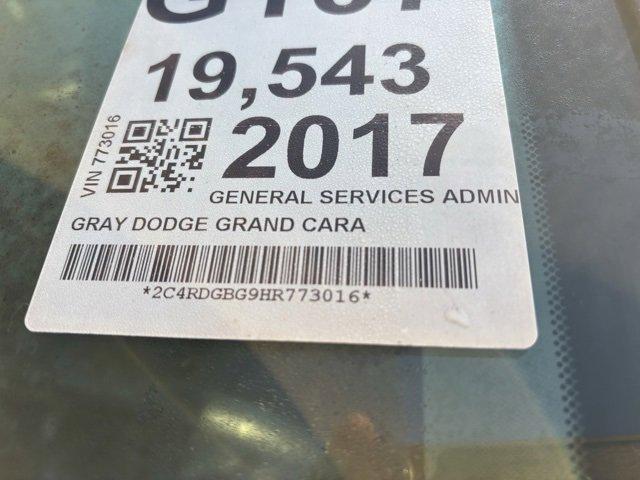 19,543
VIN 773016
2017
GENERAL SERVICES ADMIN
GRAY DODGE GRAND CARA
*2C4RDGBG9HR773016*